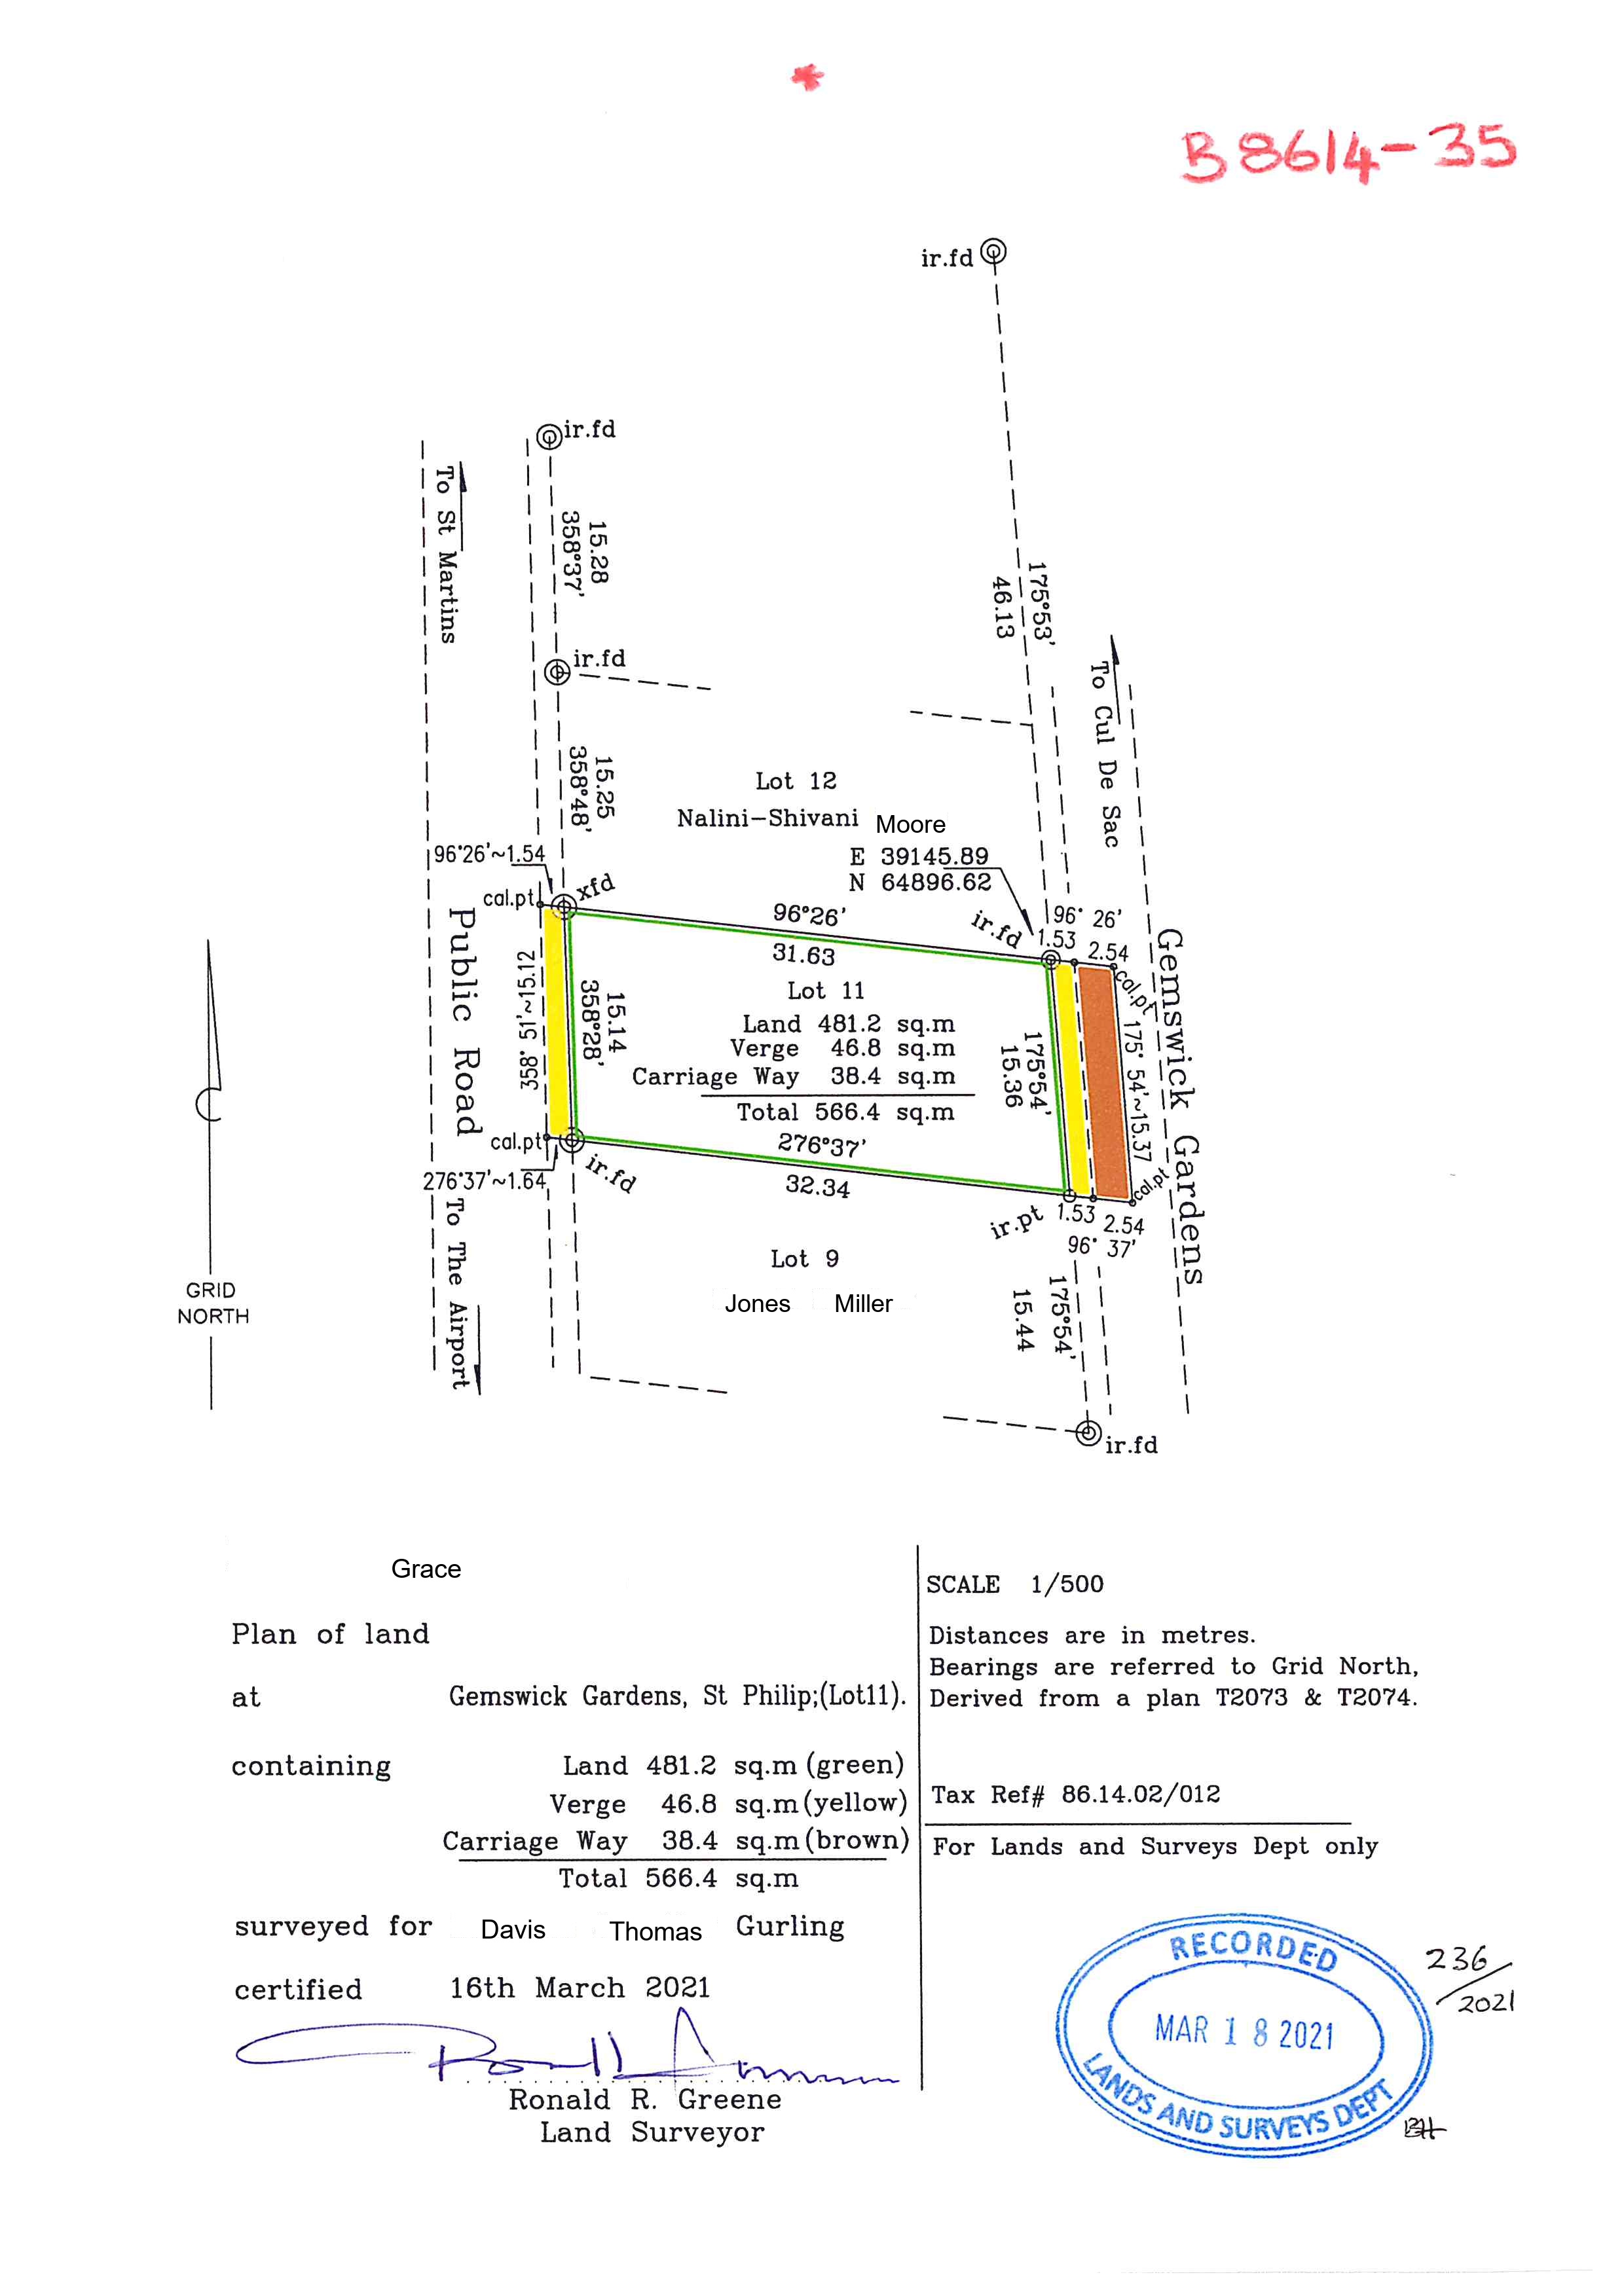 *
B8614-35
ir.fd
ir.fd
To St Martins
15.28
358°37'
175°53'
46.13
ir.fd
To Cul De Sac
15.25
358°48'
Lot 12
Nalini-Shivani Moore
E 39145.89
N 64896.62
96°26'~1.54
cal.pt
xfd
96°26'
31.63
ir.fd
96° 26'
1.53
2.54
cal.pt
Public Road
358° 51'~15.12
15.14
358°28'
Lot 11
Land 481.2 sq.m
Verge 46.8 sq.m
Carriage Way 38.4 sq.m
Total 566.4 sq.m
175°54'
15.36
175° 54'~15.37
Gemswick Gardens
cal.pt
276°37'~1.64
ir.fd
276°37'
32.34
ir.pt
1.53
2.54
cal.pt
96° 37'
To The Airport
Lot 9
Jones Miller
175°54'
15.44
ir.fd
GRID
NORTH
Grace
Plan of land
at Gemswick Gardens, St Philip;(Lot11).
containing Land 481.2 sq.m (green)
Verge 46.8 sq.m (yellow)
Carriage Way 38.4 sq.m (brown)
Total 566.4 sq.m
surveyed for Davis Thomas Gurling
certified 16th March 2021
Ronald R. Greene
Land Surveyor
SCALE 1/500
Distances are in metres.
Bearings are referred to Grid North,
Derived from a plan T2073 & T2074.
Tax Ref# 86.14.02/012
For Lands and Surveys Dept only
RECORDED
MAR 18 2021
LANDS AND SURVEYS DEPT
236/2021